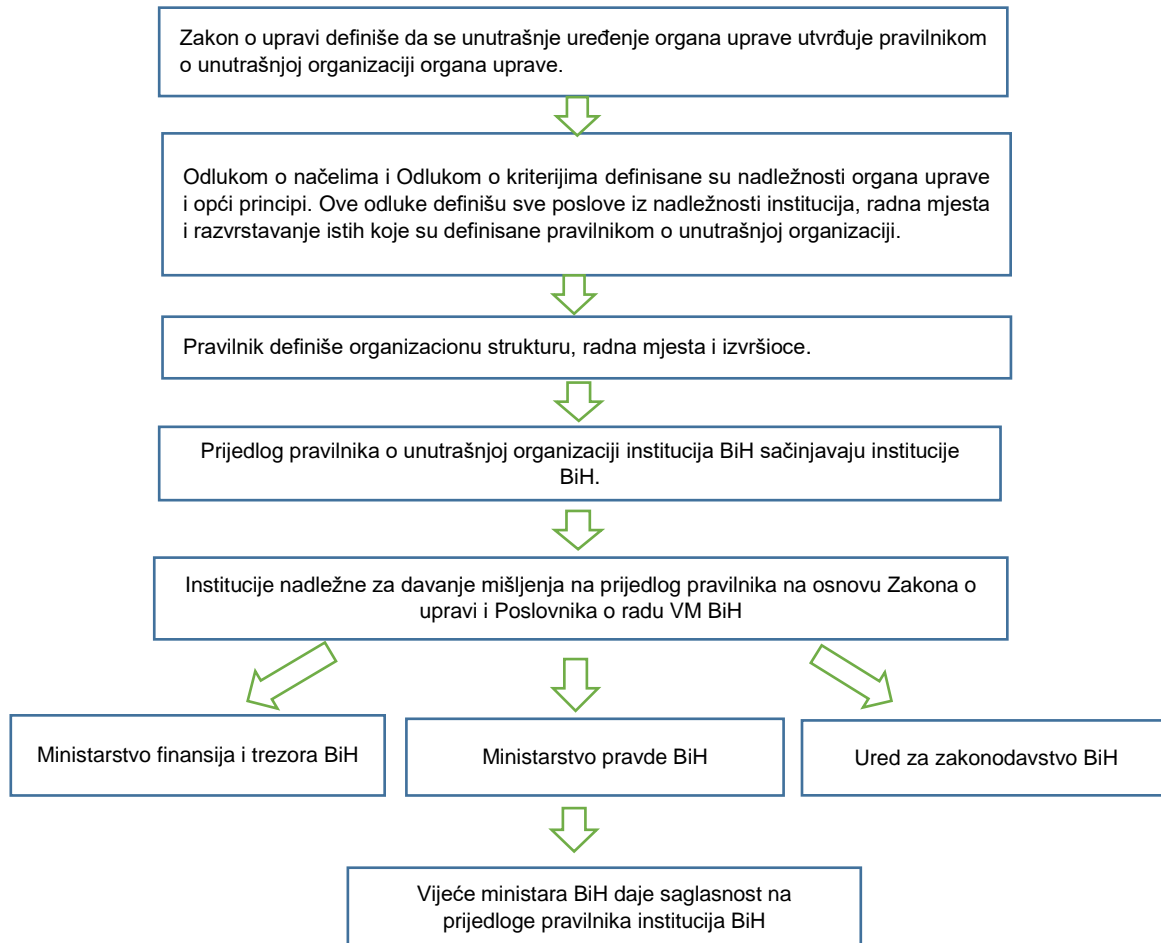 Zakon o upravi definiše da se unutrašnje uređenje organa uprave utvrđuje pravilnikom
o unutrašnjoj organizaciji organa uprave.
Odlukom o načelima i Odlukom o kriterijima definisane su nadležnosti organa uprave
i opći principi. Ove odluke definišu sve poslove iz nadležnosti institucija, radna mjesta
i razvrstavanje istih koje su definisane pravilnikom o unutrašnjoj organizaciji.
Pravilnik definiše organizacionu strukturu, radna mjesta i izvršioce.
Prijedlog pravilnika o unutrašnjoj organizaciji institucija BiH sačinjavaju institucije
BiH.
Institucije nadležne za davanje mišljenja na prijedlog pravilnika na osnovu Zakona o
upravi i Poslovnika o radu VM BiH
Ministarstvo finansija i trezora BiH
Ministarstvo pravde BiH
Ured za zakonodavstvo BiH
Vijeće ministara BiH daje saglasnost na
prijedloge pravilnika institucija BiH